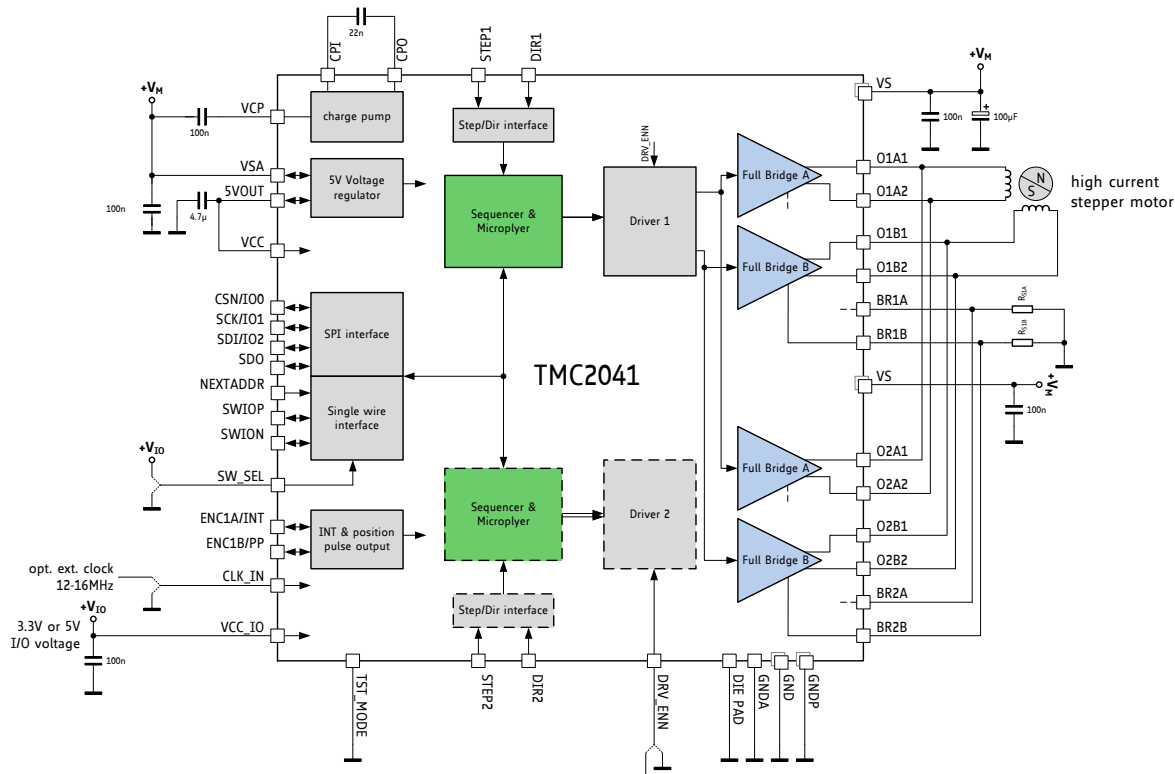 22n
CPI
CPO
STEP1
DIR1
+VM
VCP
100n
charge pump
Step/Dir interface
DRV_ENN
+VM
VS
100n
+
100µF
VSA
5VOUT
5V Voltage
regulator
100n
4.7µ
VCC
Sequencer &
Microplyer
Driver 1
Full Bridge A
O1A1
O1A2
N
S
high current
stepper motor
Full Bridge B
O1B1
O1B2
CSN/IO0
SCK/IO1
SDI/IO2
SDO
SPI interface
BR1A
RS1A
BR1B
RS1B
NEXTADDR
SWIOP
SWION
Single wire
interface
TMC2041
VS
+VM
100n
+VIO
SW_SEL
Sequencer &
Microplyer
Driver 2
Full Bridge A
O2A1
O2A2
ENC1A/INT
ENC1B/PP
INT & position
pulse output
Full Bridge B
O2B1
O2B2
opt. ext. clock
12-16MHz
CLK_IN
Step/Dir interface
BR2A
+VIO
3.3V or 5V
I/O voltage
VCC_IO
100n
BR2B
TST_MODE
STEP2
DIR2
DRV_ENN
DIE PAD
GNDA
GND
GNDP